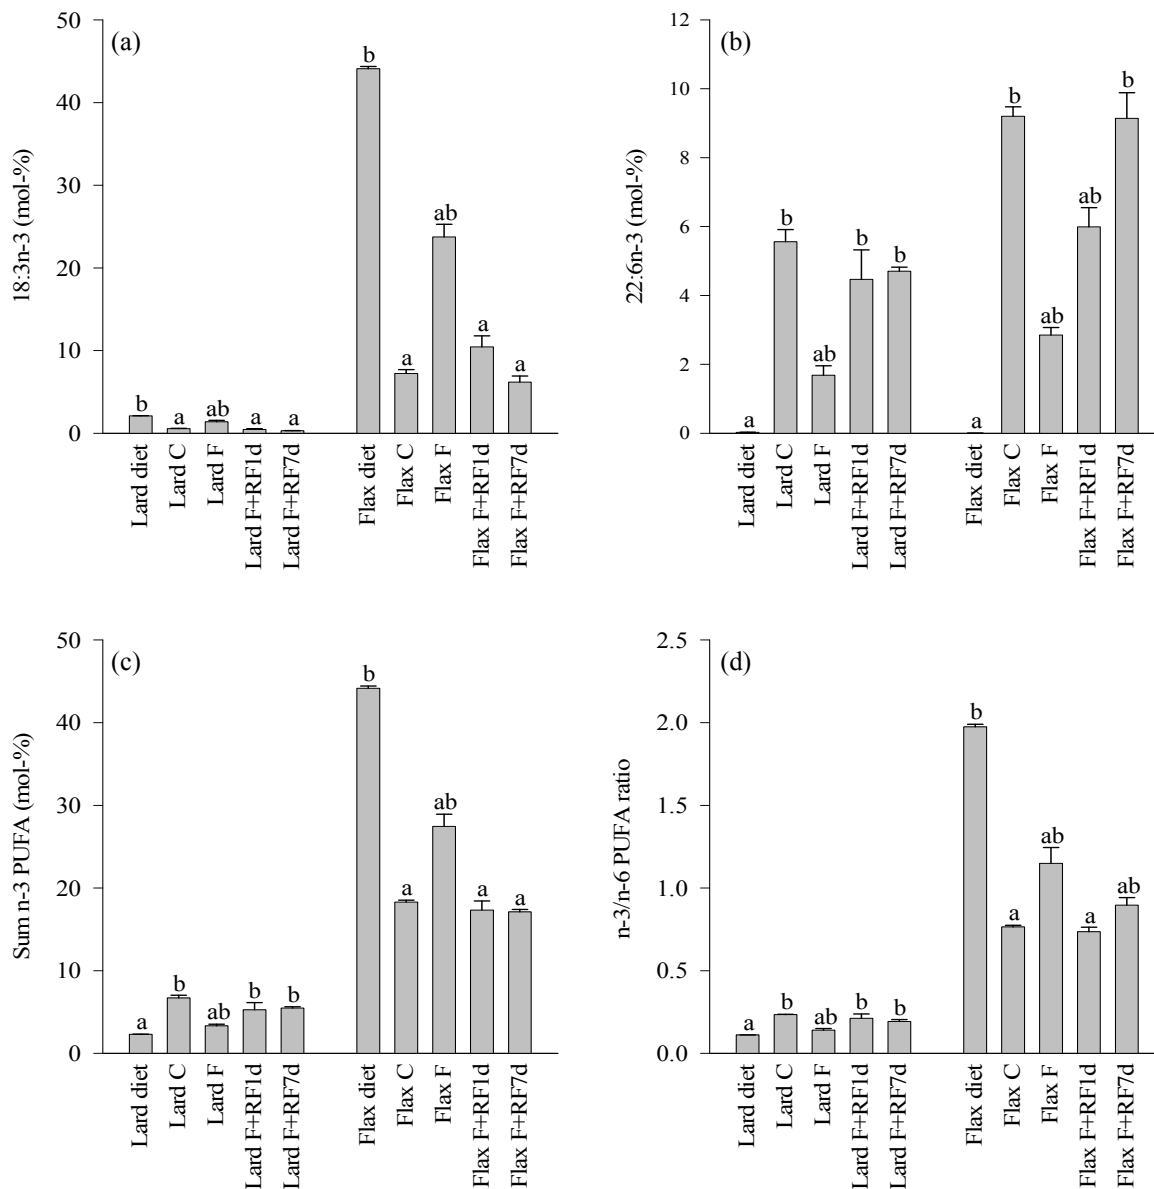 (a)
18:3n-3 (mol-%)
50
40
30
20
10
0
b
a
ab
a
a
b
a
ab
a
a
Lard diet
Lard C
Lard F
Lard F+RF1d
Lard F+RF7d
Flax diet
Flax C
Flax F
Flax F+RF1d
Flax F+RF7d
(b)
22:6n-3 (mol-%)
12
10
8
6
4
2
0
a
b
ab
b
b
a
b
ab
ab
b
Lard diet
Lard C
Lard F
Lard F+RF1d
Lard F+RF7d
Flax diet
Flax C
Flax F
Flax F+RF1d
Flax F+RF7d
(c)
Sum n-3 PUFA (mol-%)
50
40
30
20
10
0
a
b
ab
b
b
b
a
ab
a
a
Lard diet
Lard C
Lard F
Lard F+RF1d
Lard F+RF7d
Flax diet
Flax C
Flax F
Flax F+RF1d
Flax F+RF7d
(d)
n-3/n-6 PUFA ratio
2.5
2.0
1.5
1.0
0.5
0.0
a
b
ab
b
b
b
a
ab
a
ab
Lard diet
Lard C
Lard F
Lard F+RF1d
Lard F+RF7d
Flax diet
Flax C
Flax F
Flax F+RF1d
Flax F+RF7d